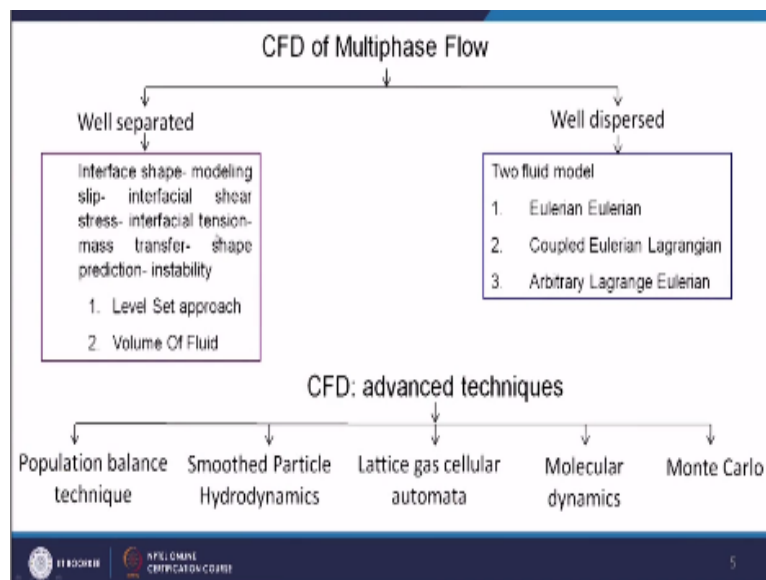 CFD of Multiphase Flow
Well separated
Well dispersed
Interface shape- modeling
slip- interfacial shear
stress- interfacial tension-
mass transfer- shape
prediction- instability
1. Level Set approach
2. Volume Of Fluid
Two fluid model
1. Eulerian Eulerian
2. Coupled Eulerian Lagrangian
3. Arbitrary Lagrange Eulerian
CFD: advanced techniques
Population balance
technique
Smoothed Particle
Hydrodynamics
Lattice gas cellular
automata
Molecular
dynamics
Monte Carlo
IIT ROORKEE
NPTEL ONLINE
CERTIFICATION COURSE
5